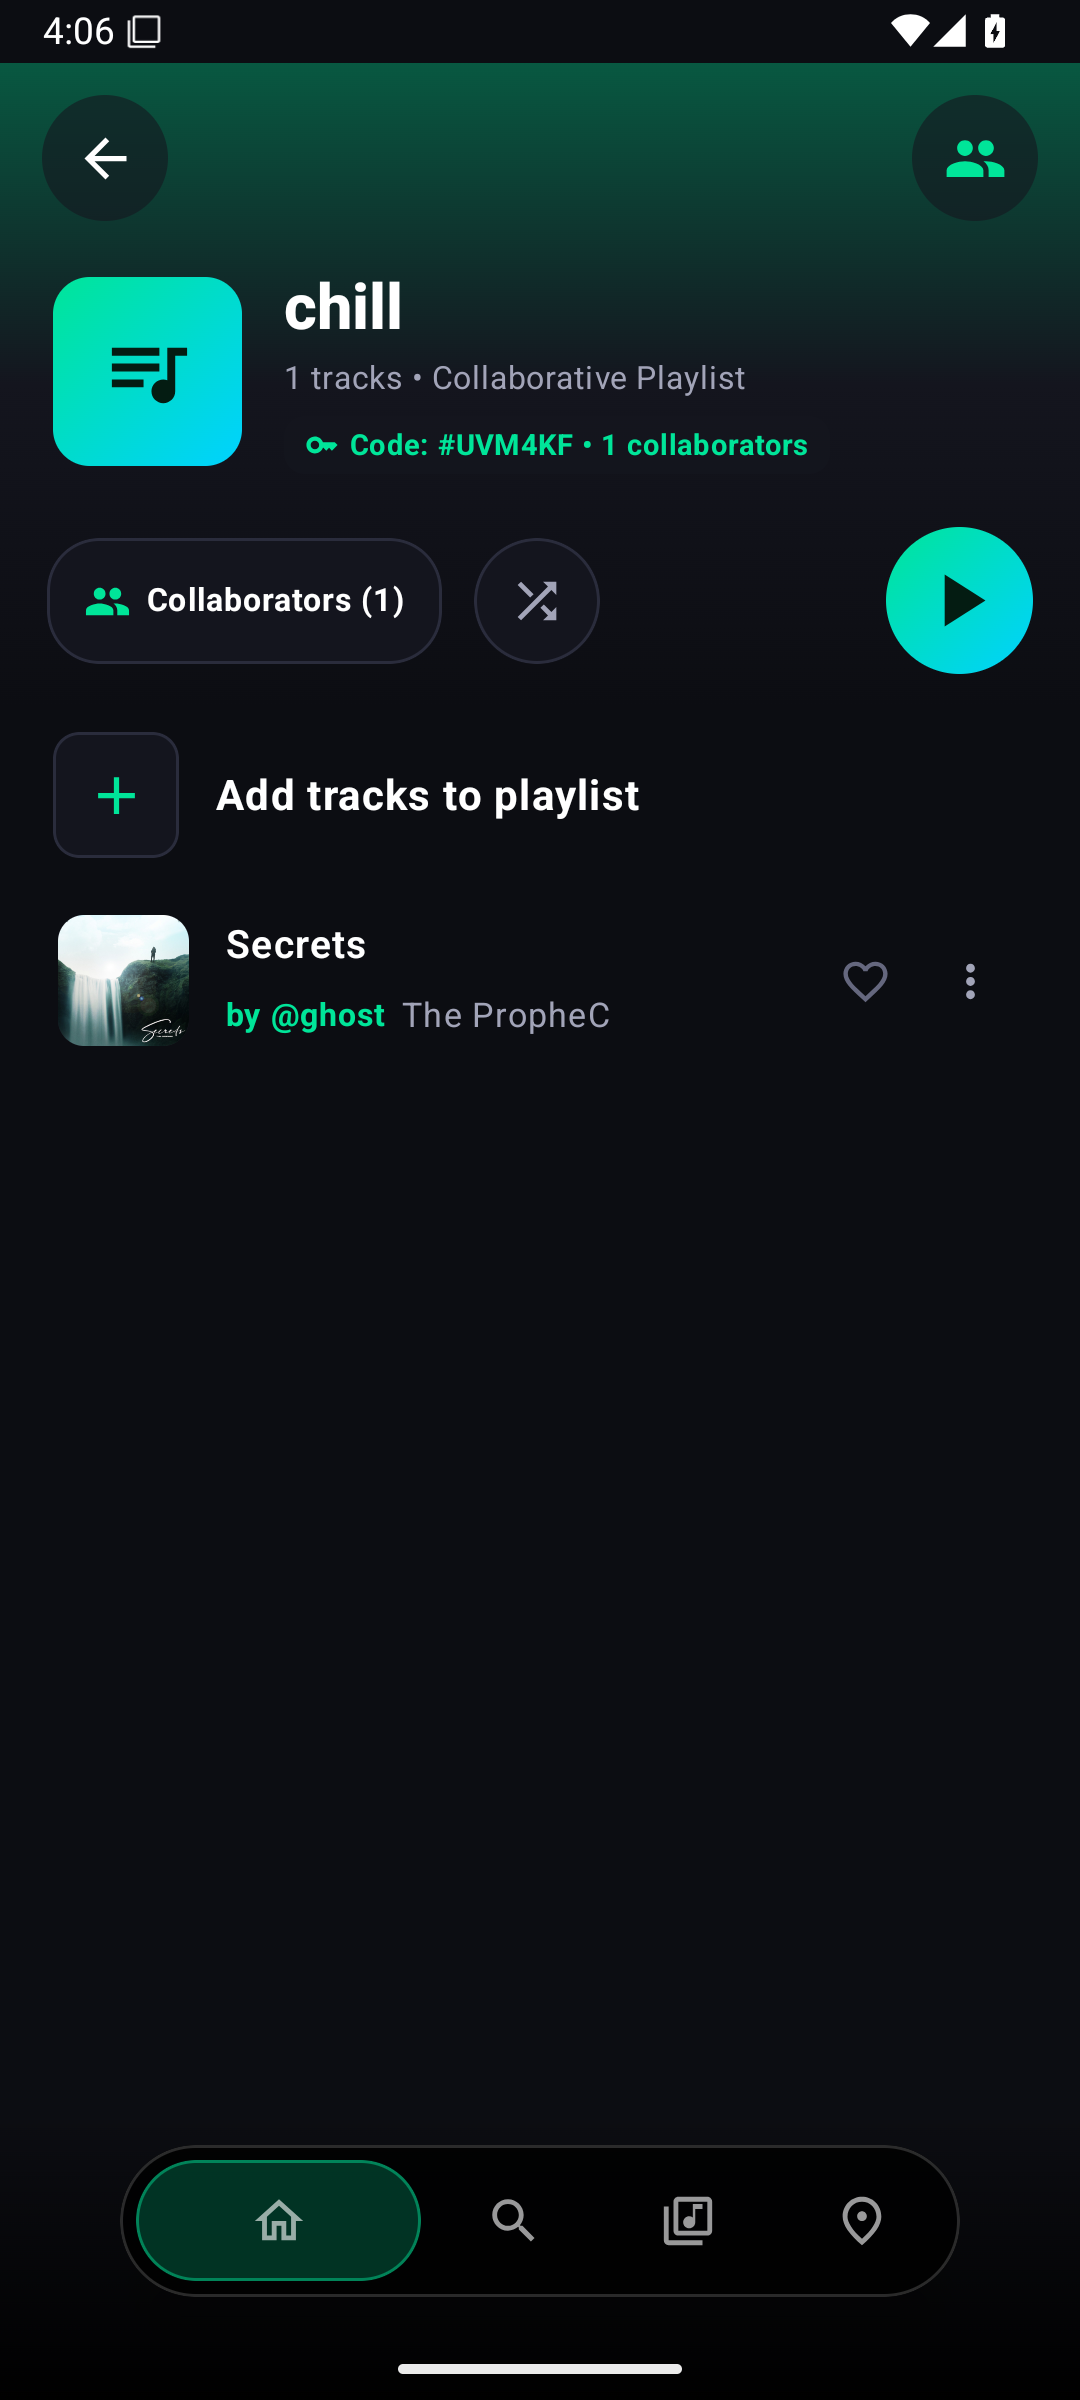 4:06
chill
1 tracks • Collaborative Playlist
Code: #UVM4KF • 1 collaborators
Collaborators (1)
Add tracks to playlist
Secrets
by @ghost The PropheC
Secrets